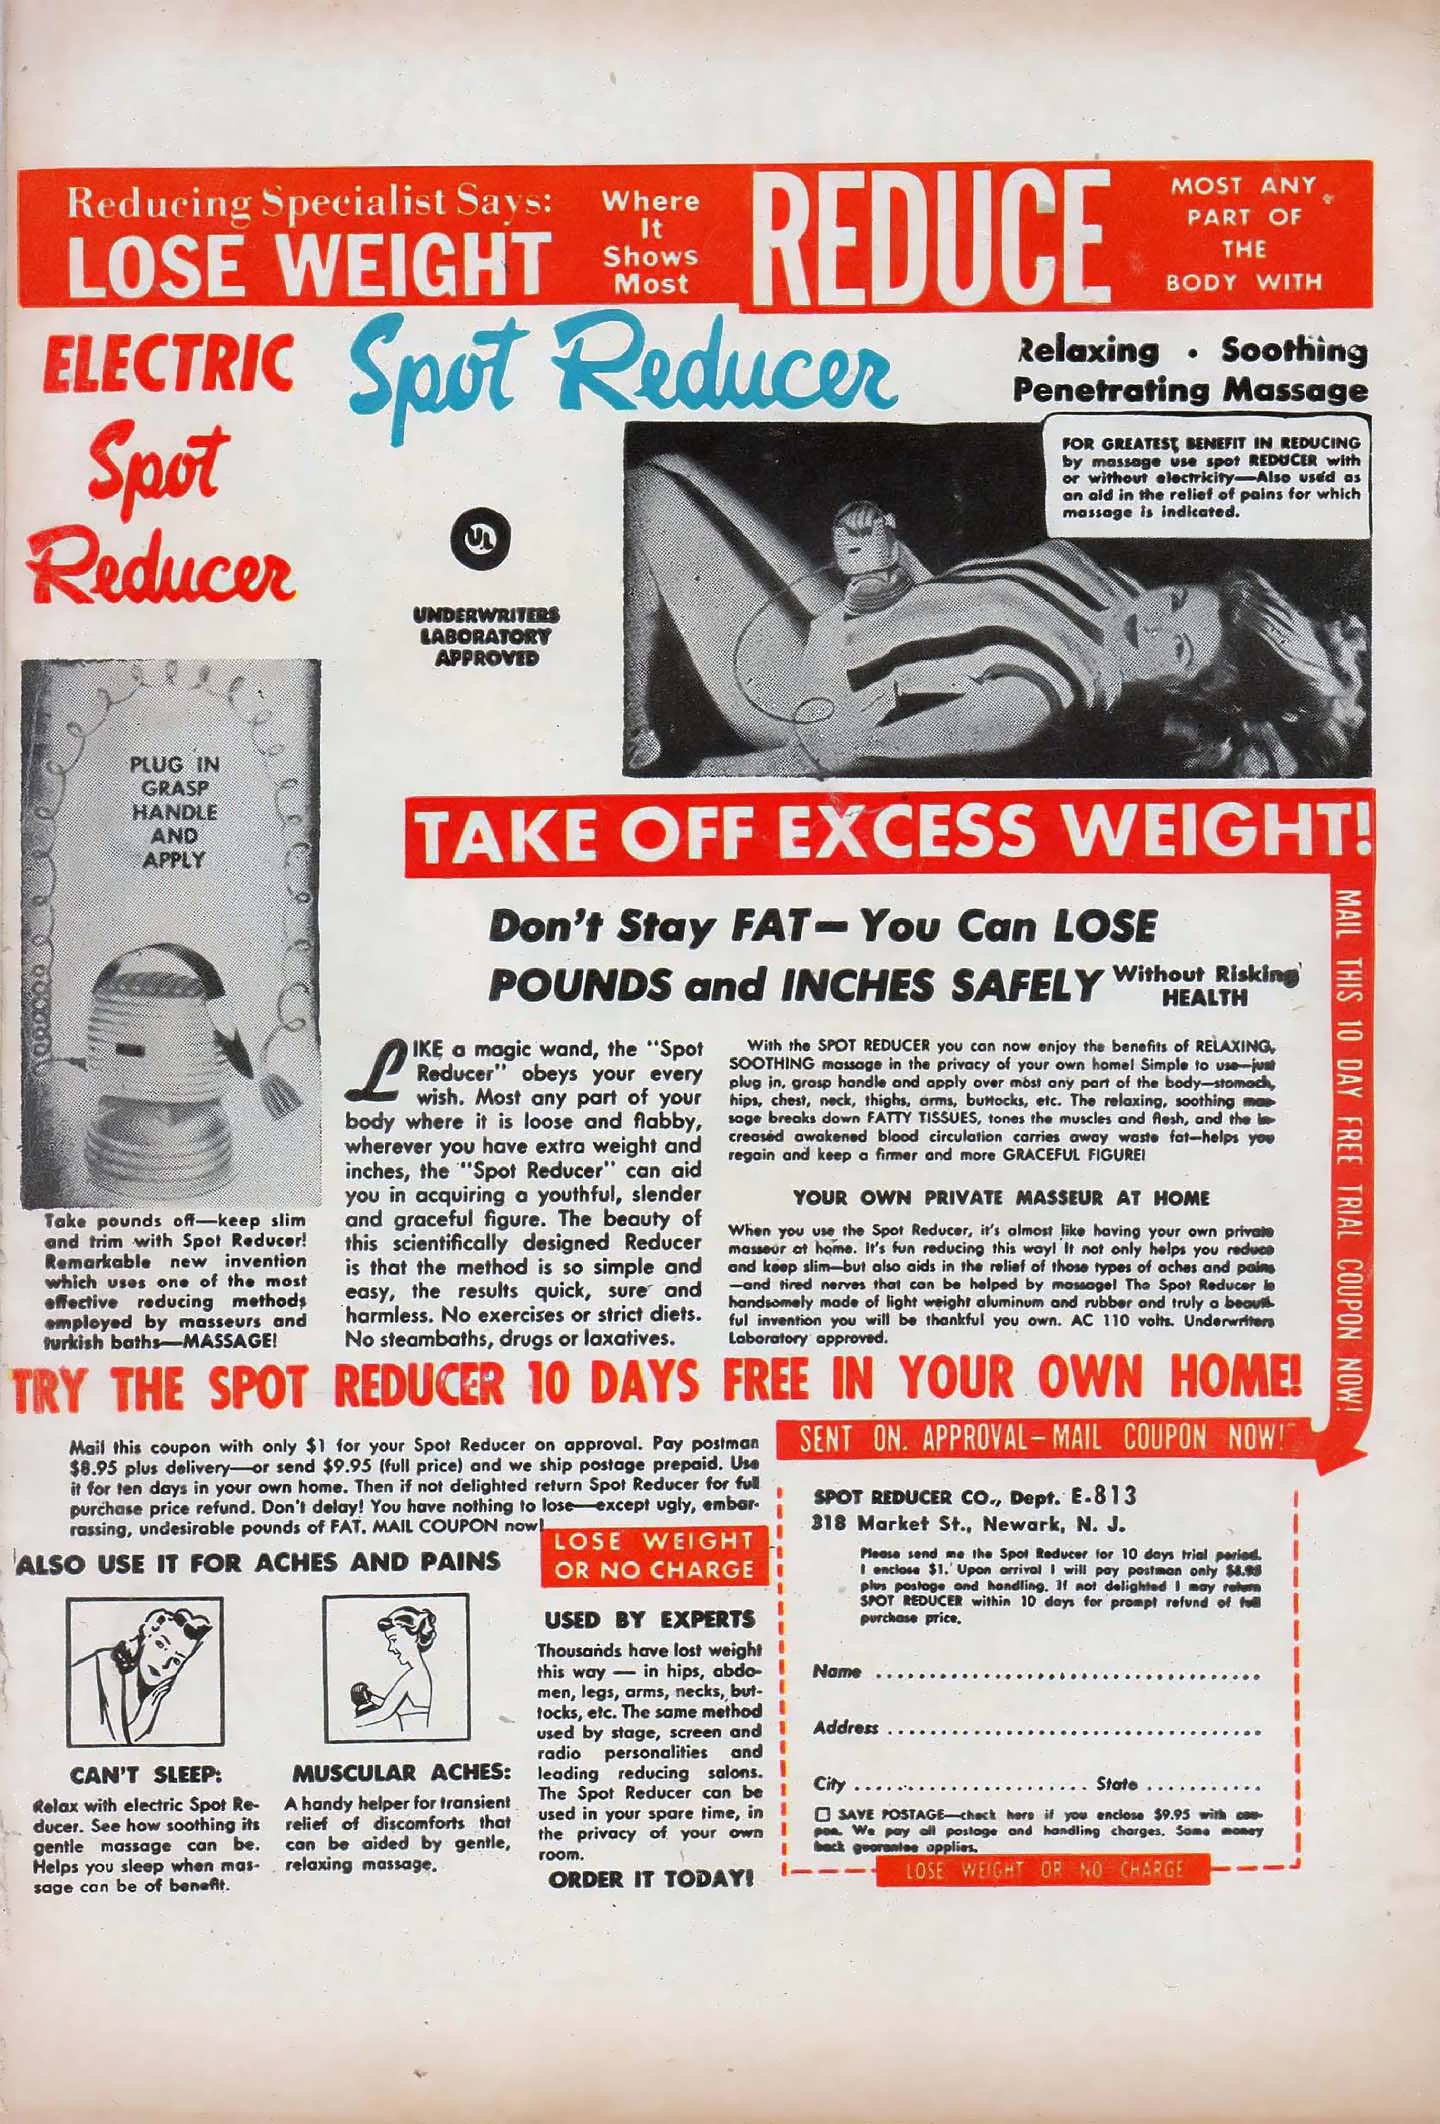 Reducing Specialist Says:
LOSE WEIGHT
Where
It
Shows
Most
REDUCE
MOST ANY
PART OF
THE
BODY WITH
ELECTRIC
Spot
Reducer
Spot Reducer
Relaxing • Soothing
Penetrating Massage
UL
UNDERWRITERS
LABORATORY
APPROVED
FOR GREATEST BENEFIT IN REDUCING
by massage use spot REDUCER with
or without electricity—Also used as
an aid in the relief of pains for which
massage is indicated.
PLUG IN
GRASP
HANDLE
AND
APPLY
Take pounds off—keep slim
and trim with Spot Reducer!
Remarkable new invention
which uses one of the most
effective reducing methods
employed by masseurs and
turkish baths—MASSAGE!
TAKE OFF EXCESS WEIGHT!
Don't Stay FAT—You Can LOSE
POUNDS and INCHES SAFELY Without Risking
HEALTH
LIKE a magic wand, the "Spot
Reducer" obeys your every
wish. Most any part of your
body where it is loose and flabby,
wherever you have extra weight and
inches, the "Spot Reducer" can aid
you in acquiring a youthful, slender
and graceful figure. The beauty of
this scientifically designed Reducer
is that the method is so simple and
easy, the results quick, sure and
harmless. No exercises or strict diets.
No steambaths, drugs or laxatives.
With the SPOT REDUCER you can now enjoy the benefits of RELAXING,
SOOTHING massage in the privacy of your own home! Simple to use—just
plug in, grasp handle and apply over most any part of the body—stomach,
hips, chest, neck, thighs, arms, buttocks, etc. The relaxing, soothing mas-
sage breaks down FATTY TISSUES, tones the muscles and flesh, and the in-
creased awakened blood circulation carries away waste fat—helps you
regain and keep a firmer and more GRACEFUL FIGURE!
YOUR OWN PRIVATE MASSEUR AT HOME
When you use the Spot Reducer, it's almost like having your own private
masseur at home. It's fun reducing this way! It not only helps you reduce
and keep slim—but also aids in the relief of those types of aches and pains
—and tired nerves that can be helped by massage! The Spot Reducer is
handsomely made of light weight aluminum and rubber and truly a beauti-
ful invention you will be thankful you own. AC 110 volts. Underwriters
Laboratory approved.
MAIL THIS 10 DAY FREE TRIAL COUPON NOW!
TRY THE SPOT REDUCER 10 DAYS FREE IN YOUR OWN HOME!
Mail this coupon with only $1 for your Spot Reducer on approval. Pay postman
$8.95 plus delivery—or send $9.95 (full price) and we ship postage prepaid. Use
it for ten days in your own home. Then if not delighted return Spot Reducer for full
purchase price refund. Don't delay! You have nothing to lose—except ugly, embar-
rassing, undesirable pounds of FAT. MAIL COUPON now!
ALSO USE IT FOR ACHES AND PAINS
CAN'T SLEEP:
Relax with electric Spot Re-
ducer. See how soothing its
gentle massage can be.
Helps you sleep when mas-
sage can be of benefit.
MUSCULAR ACHES:
A handy helper for transient
relief of discomforts that
can be aided by gentle,
relaxing massage.
LOSE WEIGHT
OR NO CHARGE
USED BY EXPERTS
Thousands have lost weight
this way — in hips, abdo-
men, legs, arms, necks, but-
tocks, etc. The same method
used by stage, screen and
radio personalities and
leading reducing salons.
The Spot Reducer can be
used in your spare time, in
the privacy of your own
room.
ORDER IT TODAY!
SENT ON APPROVAL—MAIL COUPON NOW!
SPOT REDUCER CO., Dept. E-813
318 Market St., Newark, N. J.
Please send me the Spot Reducer for 10 days trial period.
I enclose $1. Upon arrival I will pay postman only $8.95
plus postage and handling. If not delighted I may return
SPOT REDUCER within 10 days for prompt refund of full
purchase price.
Name
Address
City State
SAVE POSTAGE—check here if you enclose $9.95 with cou-
pon. We pay all postage and handling charges. Same money
back guarantee applies.
LOSE WEIGHT OR NO CHARGE